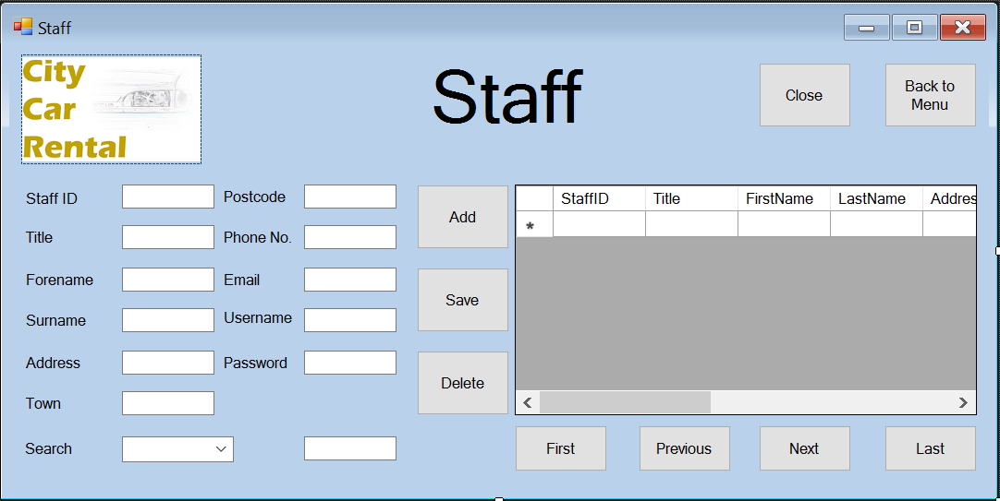 Staff
City
Car
Rental
Staff
Close
Back to
Menu
Staff ID
Postcode
Title
Phone No.
Forename
Email
Surname
Username
Address
Password
Town
Search
Add
Save
Delete
StaffID Title FirstName LastName Addres
*
First Previous Next Last